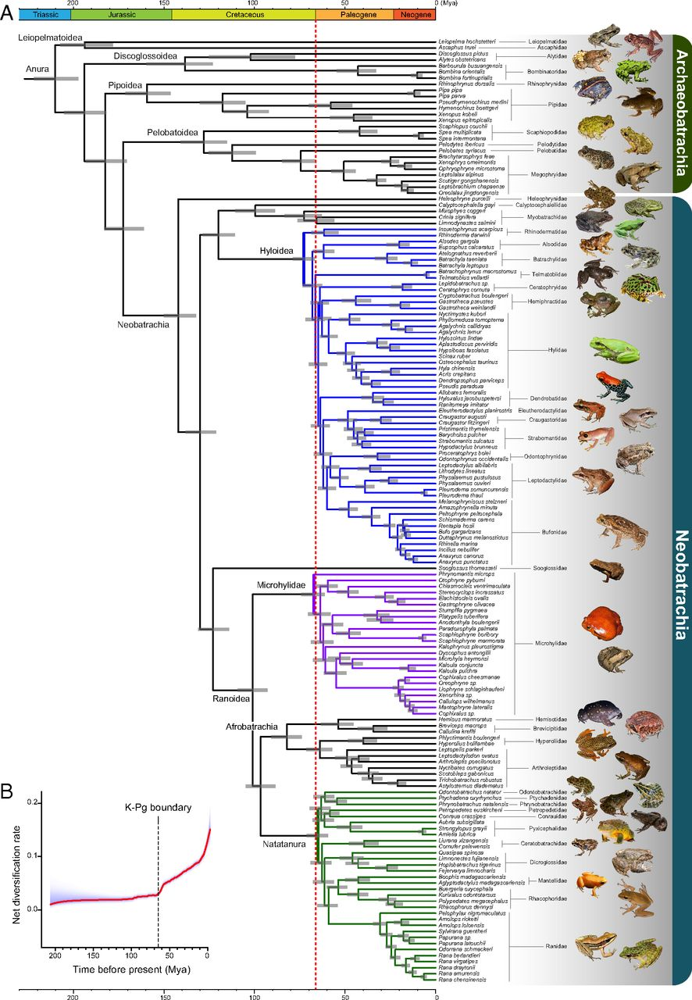 A
200
150
100
50
0 (Mya)
Triassic
Jurassic
Cretaceous
Paleogene
Neogene
Leiopelmatoidea
Anura
Discoglossoidea
Pipoidea
Pelobatoidea
Neobatrachia
Hyloidea
Microhylidae
Ranoidea
Afrobatrachia
Natatanura
Leiopelma hochstetteri Leiopelmatidae
Ascaphus truei Ascaphidae
Discoglossus pictus
Alytes obstetricans
Alytidae
Barbourula busuangensis
Bombina orientalis
Bombina fortinuptialis
Bombinatoridae
Rhinophrynus dorsalis Rhinophrynidae
Pipa pipa
Pipa parva
Pseudhymenochirus merlini
Hymenochirus boettgeri
Xenopus kobeli
Xenopus epitropicalis
Pipidae
Scaphiopus couchii
Spea multiplicata
Spea intermontana
Scaphiopodidae
Pelodytes ibericus Pelodytidae
Pelobates syriacus Pelobatidae
Brachytarsophrys feae
Xenophrys omeimontis
Ophryophryne microstoma
Leptolalax alpinus
Scutiger gongshanensis
Leptobrachium chapaense
Oreolalax jingdongensis
Megophryidae
Heleophryne purcelli Heleophrynidae
Calyptocephalella gayi Calyptocephalellidae
Mixophyes coggeri
Crinia signifera
Limnodynastes salmini
Myobatrachidae
Insuetophrynus acarpicus
Rhinoderma darwinii
Rhinodermatidae
Alsodes gargola
Eupsophus calcaratus
Alsodidae
Atelognathus reverberii
Batrachyla taeniata
Batrachyla leptopus
Batrachylidae
Batrachophrynus macrostomus
Telmatobius vellardi
Telmatobiidae
Lepidobatrachus sp.
Ceratophrys cornuta
Ceratophryidae
Cryptobatrachus boulengeri
Gastrotheca pseustes
Gastrotheca weinlandii
Hemiphractidae
Nyctimystes kubori
Phyllomedusa tomopterna
Agalychnis callidryas
Agalychnis lemur
Hyloscirtus lindae
Aplastodiscus perviridis
Hypsiboas fasciatus
Scinax ruber
Osteocephalus taurinus
Hyla chinensis
Acris crepitans
Dendropsophus parviceps
Pseudis paradoxa
Hylidae
Allobates femoralis
Hyloxalus jacobuspetersi
Ranitomeya imitator
Dendrobatidae
Eleutherodactylus planirostris Eleutherodactylidae
Craugastor augusti
Craugastor fitzingeri
Craugastoridae
Pristimantis thymelensis
Barycholus pulcher
Strabomantis sulcatus
Hypodactylus brunneus
Strabomantidae
Proceratophrys boiei
Odontophrynus occidentalis
Odontophrynidae
Leptodactylus albilabris
Lithodytes lineatus
Physalaemus pustulosus
Physalaemus cuvieri
Pleurodema somuncurensis
Pleurodema thaul
Leptodactylidae
Melanophryniscus stelzneri
Amazophrynella minuta
Peltophryne peltocephala
Schismaderma carens
Rentapia hosii
Bufo gargarizans
Duttaphrynus melanostictus
Rhinella marina
Incilius nebulifer
Anaxyrus canorus
Anaxyrus punctatus
Bufonidae
Sooglossus thomasseti Sooglossidae
Phrynomantis microps
Otophryne pyburni
Chiasmocleis ventrimaculata
Stereocyclops incrassatus
Elachistocleis ovalis
Gastrophryne olivacea
Stumpffia pygmaea
Platypelis tuberifera
Anodonthyla boulengerii
Paradoxophyla palmata
Scaphiophryne boribory
Scaphiophryne marmorata
Kalophrynus pleurostigma
Dyscophus antongilii
Microhyla heymonsi
Kaloula conjuncta
Kaloula pulchra
Cophixalus cheesmanae
Oreophryne sp.
Liophryne schlaginhaufeni
Xenorhina sp.
Callulops wilhelmanus
Mantophryne lateralis
Cophixalus sp.
Microhylidae
Hemisus marmoratus Hemisotidae
Breviceps macrops
Callulina kreffti
Brevicipitidae
Phlyctimantis boulengeri
Hyperolius bolifambae
Hyperoliidae
Leptopelis parkeri
Leptodactylodon ovatus
Arthroleptis poecilonotus
Nyctibates corrugatus
Scotobleps gabonicus
Trichobatrachus robustus
Astylosternus diadematus
Arthroleptidae
Odontobatrachus natator Odontobatrachidae
Ptychadena oxyrhynchus Ptychadenidae
Phrynobatrachus natalensis Phrynobatrachidae
Petropedetes euskircheni Petropedetidae
Conraua crassipes Conrauidae
Aubria subsigillata
Strongylopus grayii
Amietia lubrica
Pyxicephalidae
Liurana xizangensis
Cornufer pelewensis
Ceratobatrachidae
Quasipaa spinosa
Limnonectes fujianensis
Hoplobatrachus tigerinus
Fejervarya limnocharis
Dicroglossidae
Boophis madagascariensis
Aglyptodactylus madagascariensis
Mantellidae
Buergeria oxycephala
Kurixalus odontotarsus
Polypedates megacephalus
Rhacophorus dennysi
Rhacophoridae
Pelophylax nigromaculatus
Amolops ricketti
Amolops loloensis
Sylvirana guentheri
Papurana sp.
Papurana latouchii
Odorrana schmackeri
Rana berlandieri
Rana virgatipes
Rana draytonii
Rana amurensis
Rana chensinensis
Ranidae
Archaeobatrachia
Neobatrachia
B
K-Pg boundary
Net diversification rate
0.2
0.1
0.0
200
150
100
50
0
Time before present (Mya)
200
150
100
50
0